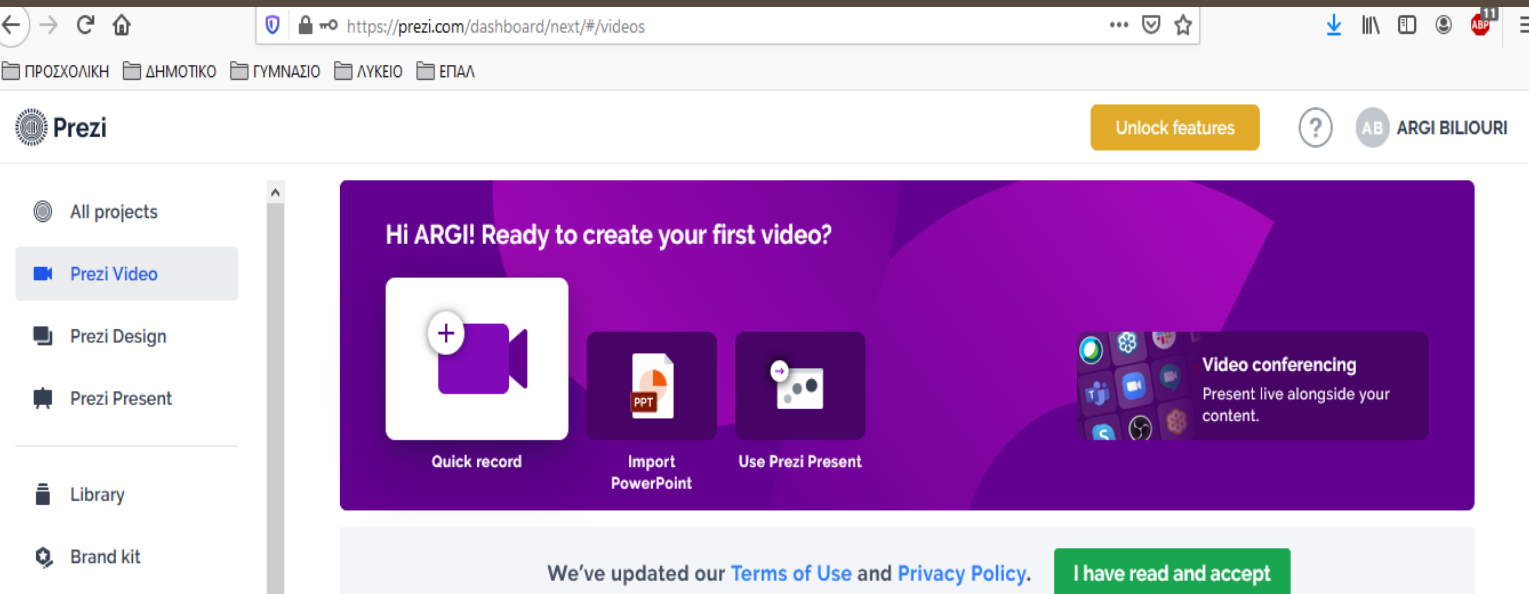 https://prezi.com/dashboard/next/#/videos
11
ABP
ΠΡΟΣΧΟΛΙΚΗ ΔΗΜΟΤΙΚΟ ΓΥΜΝΑΣΙΟ ΛΥΚΕΙΟ ΕΠΑΛ
Prezi
Unlock features
?
AB ARGI BILIOURI
All projects
Prezi Video
Prezi Design
Prezi Present
Library
Brand kit
Hi ARGI! Ready to create your first video?
PPT
Quick record
Import
PowerPoint
Use Prezi Present
Video conferencing
Present live alongside your
content.
We've updated our Terms of Use and Privacy Policy.
I have read and accept